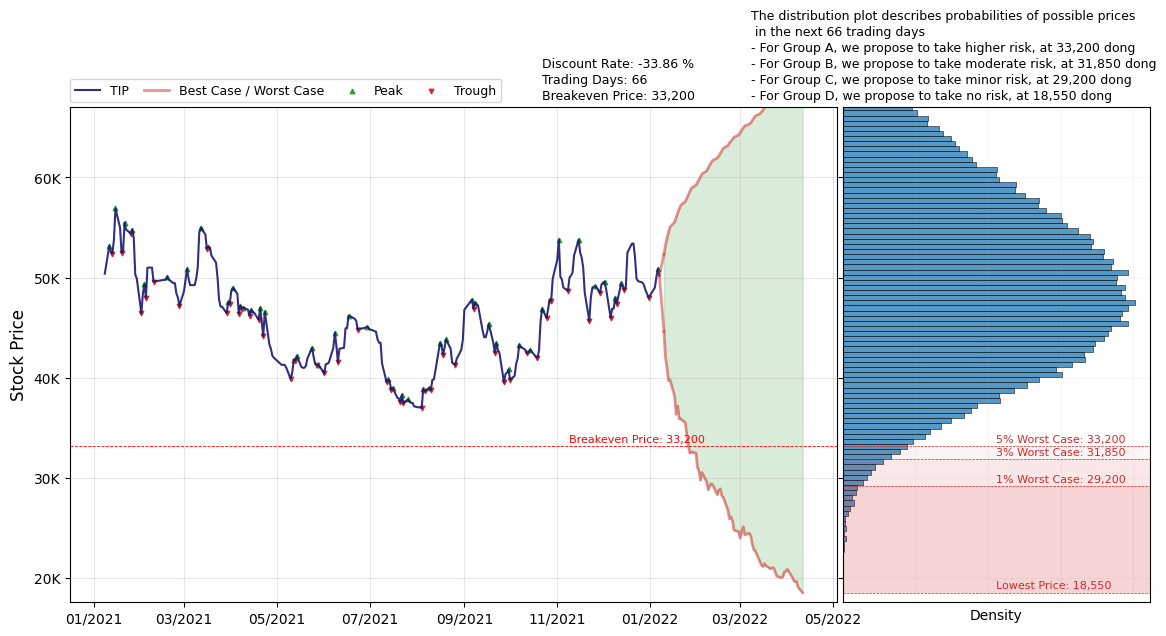 The distribution plot describes probabilities of possible prices
in the next 66 trading days
- For Group A, we propose to take higher risk, at 33,200 dong
- For Group B, we propose to take moderate risk, at 31,850 dong
- For Group C, we propose to take minor risk, at 29,200 dong
- For Group D, we propose to take no risk, at 18,550 dong
Discount Rate: -33.86 %
Trading Days: 66
Breakeven Price: 33,200
TIP Best Case / Worst Case Peak Trough
Stock Price
60K
50K
40K
30K
20K
Breakeven Price: 33,200
5% Worst Case: 33,200
3% Worst Case: 31,850
1% Worst Case: 29,200
Lowest Price: 18,550
01/2021 03/2021 05/2021 07/2021 09/2021 11/2021 01/2022 03/2022 05/2022
Density